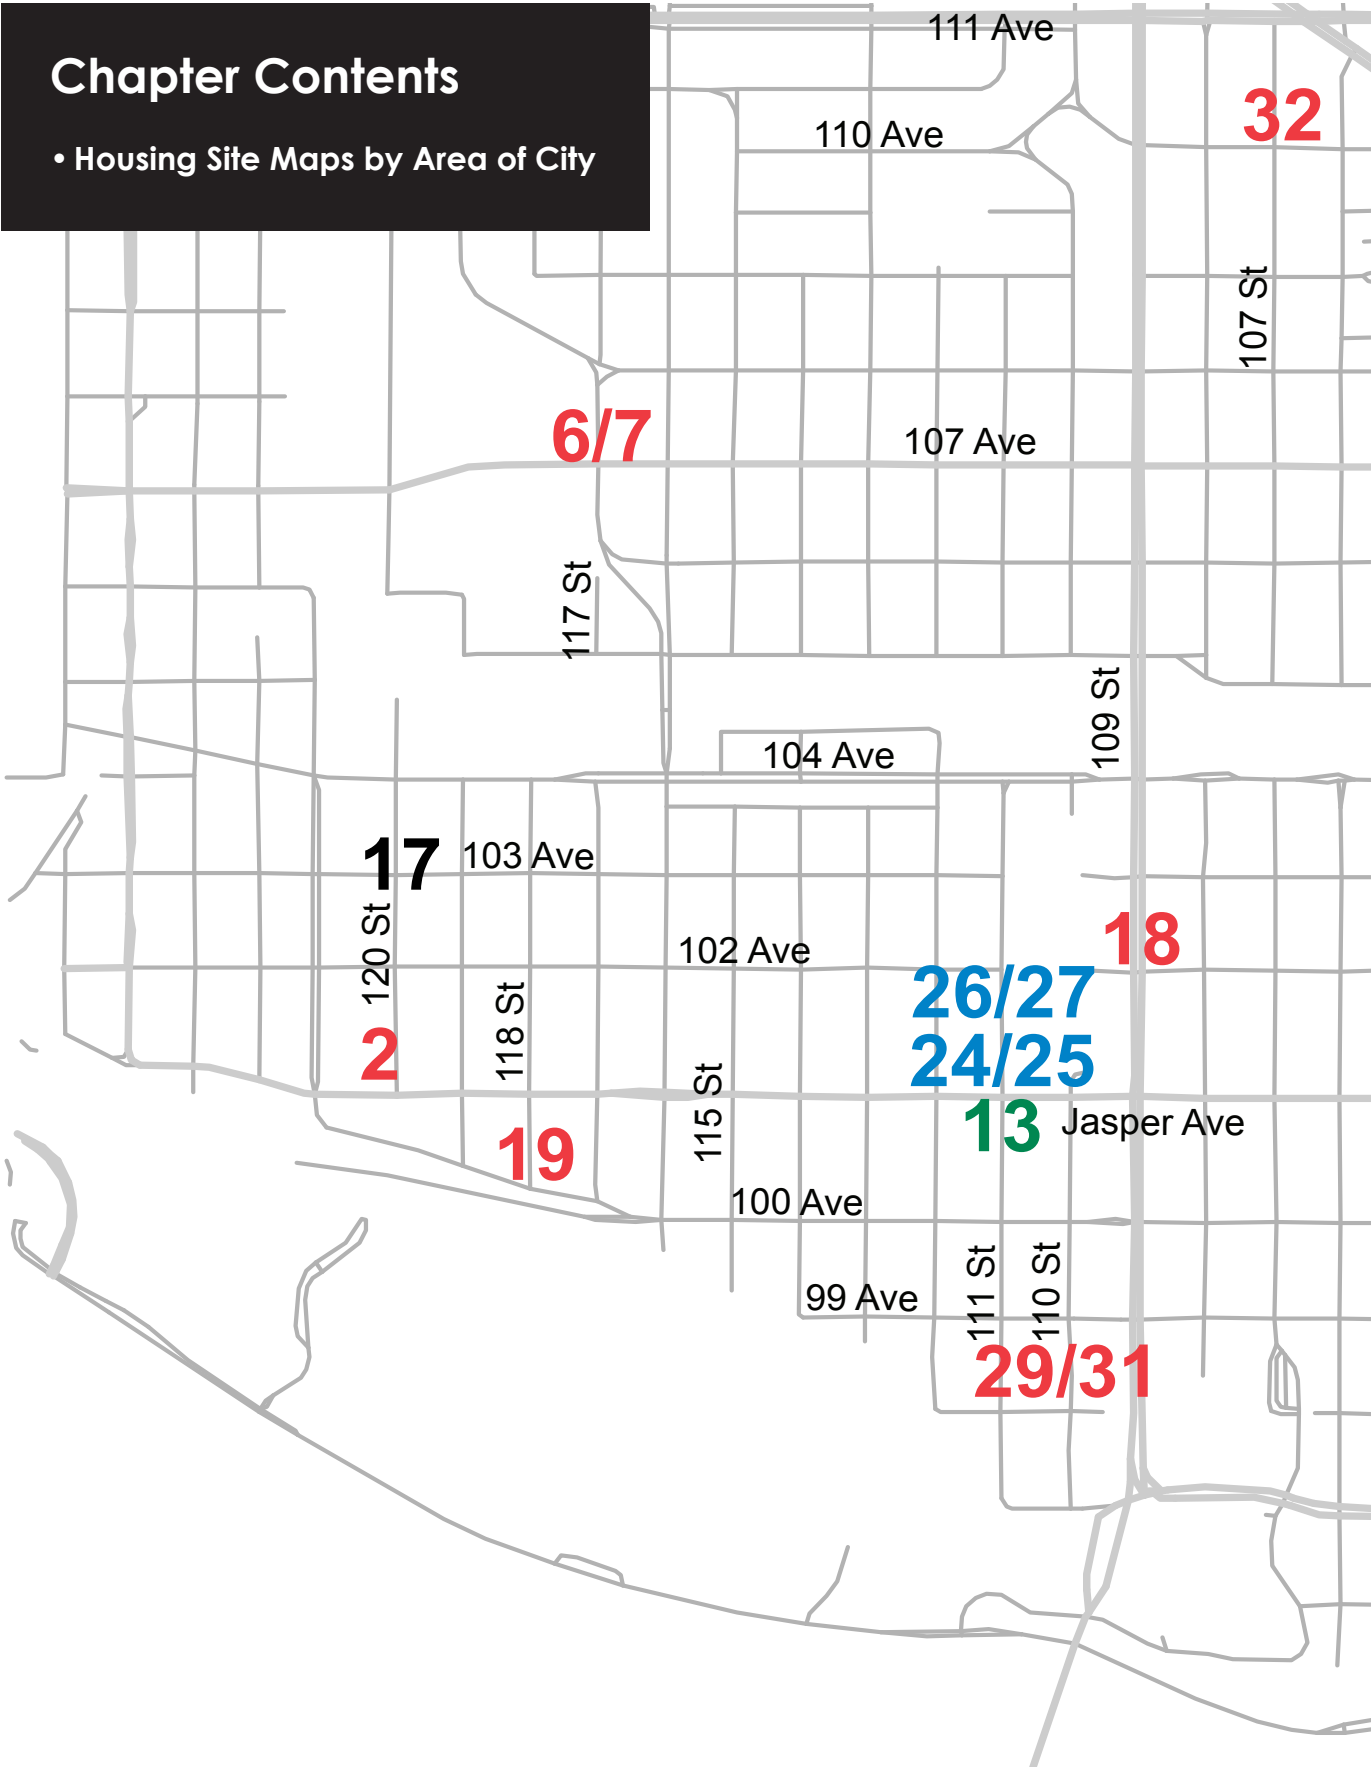 Chapter Contents
• Housing Site Maps by Area of City
111 Ave
32
110 Ave
107 St
6/7
107 Ave
117 St
109 St
104 Ave
17
103 Ave
120 St
18
102 Ave
26/27
118 St
2
24/25
115 St
13
Jasper Ave
19
100 Ave
111 St
110 St
99 Ave
29/31